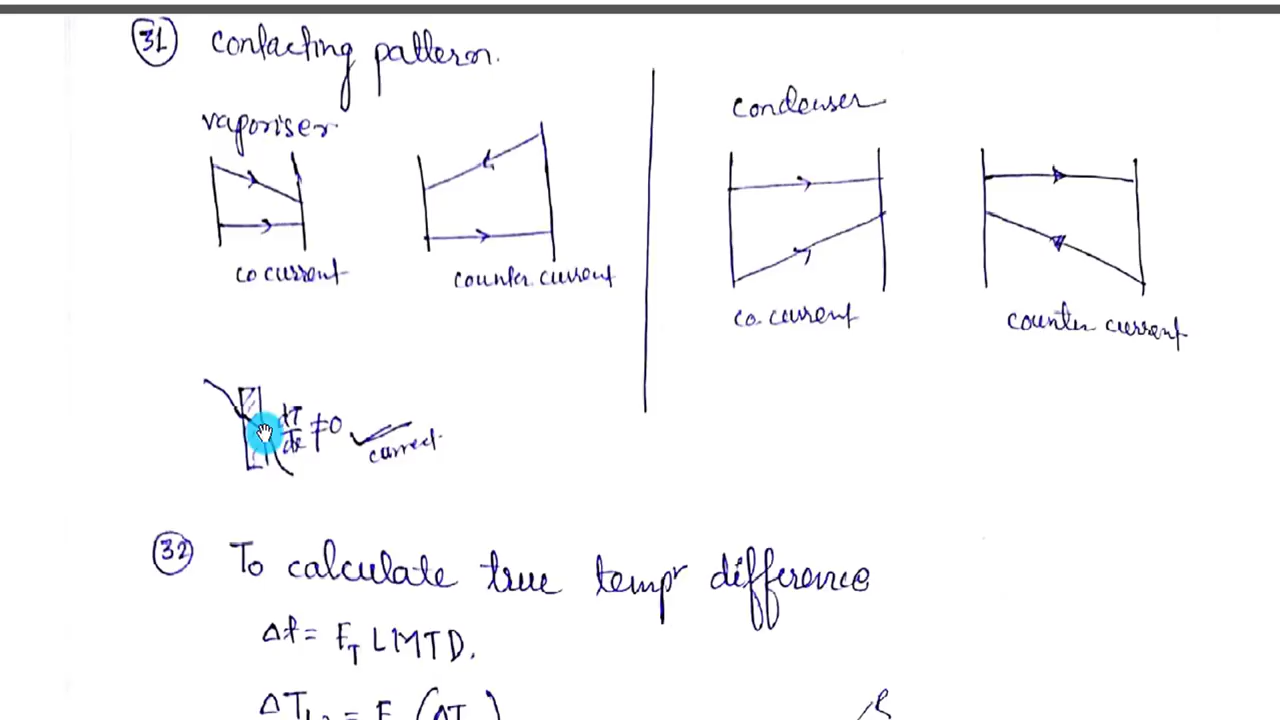 31 contacting pattern.
vaporiser
co current
counter current
condenser
co. current
counter current
dT/dx ≠ 0 ✓ correct.
32 To calculate true tempr difference
Δt = F_T LMTD.